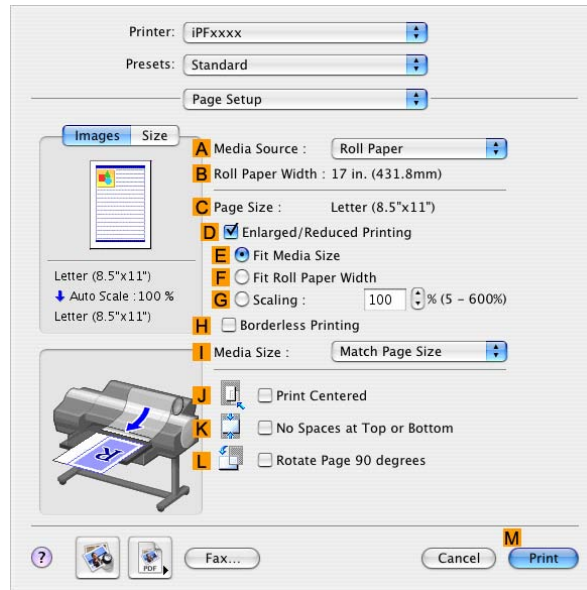 Printer: iPFxxxx
Presets: Standard
Page Setup
Images Size
A Media Source : Roll Paper
B Roll Paper Width : 17 in. (431.8mm)
C Page Size : Letter (8.5"x11")
D Enlarged/Reduced Printing
E Fit Media Size
F Fit Roll Paper Width
G Scaling : 100 % (5 - 600%)
Letter (8.5"x11")
Auto Scale :100 %
Letter (8.5"x11")
H Borderless Printing
I Media Size : Match Page Size
J Print Centered
K No Spaces at Top or Bottom
L Rotate Page 90 degrees
R
M
? PDF Fax... Cancel Print